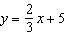 y = 2/3 x + 5